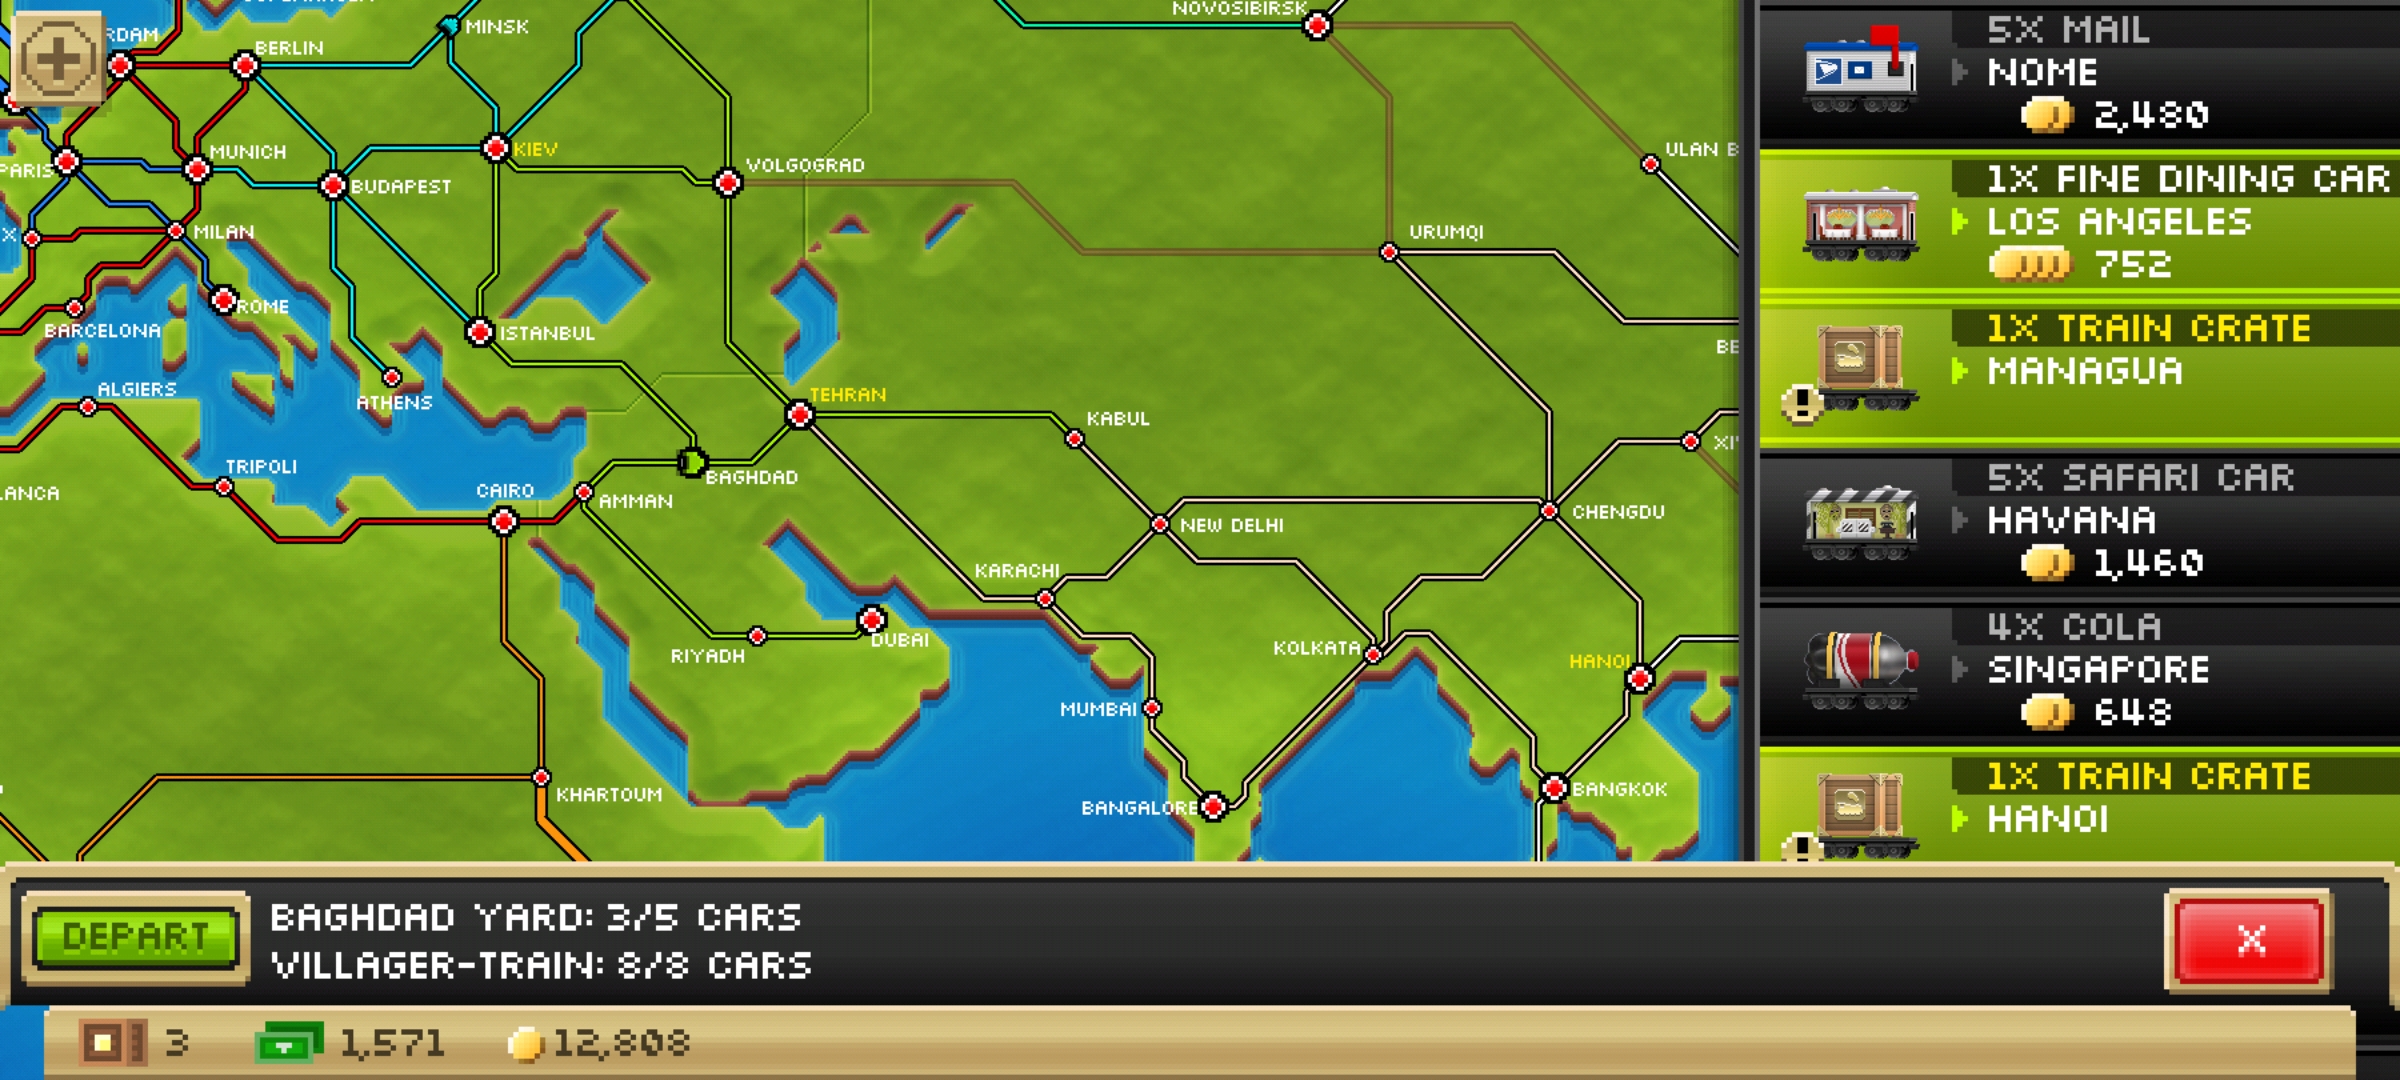 NOVOSIBIRSK
MINSK
RDAM
BERLIN
MUNICH
KIEV
ULAN B
PARIS
VOLGOGRAD
BUDAPEST
X
MILAN
URUMQI
ROME
BARCELONA
ISTANBUL
BE
ALGIERS
ATHENS
TEHRAN
KABUL
XI'
TRIPOLI
BAGHDAD
LANCA
CAIRO
AMMAN
NEW DELHI
CHENGDU
KARACHI
DUBAI
RIYADH
KOLKATA
HANOI
MUMBAI
KHARTOUM
BANGALORE
BANGKOK
5X MAIL
NOME
2,480
1X FINE DINING CAR
LOS ANGELES
752
1X TRAIN CRATE
MANAGUA
5X SAFARI CAR
HAVANA
1,460
4X COLA
SINGAPORE
648
1X TRAIN CRATE
HANOI
DEPART
BAGHDAD YARD: 3/5 CARS
VILLAGER-TRAIN: 8/8 CARS
X
3
1,571
12,808